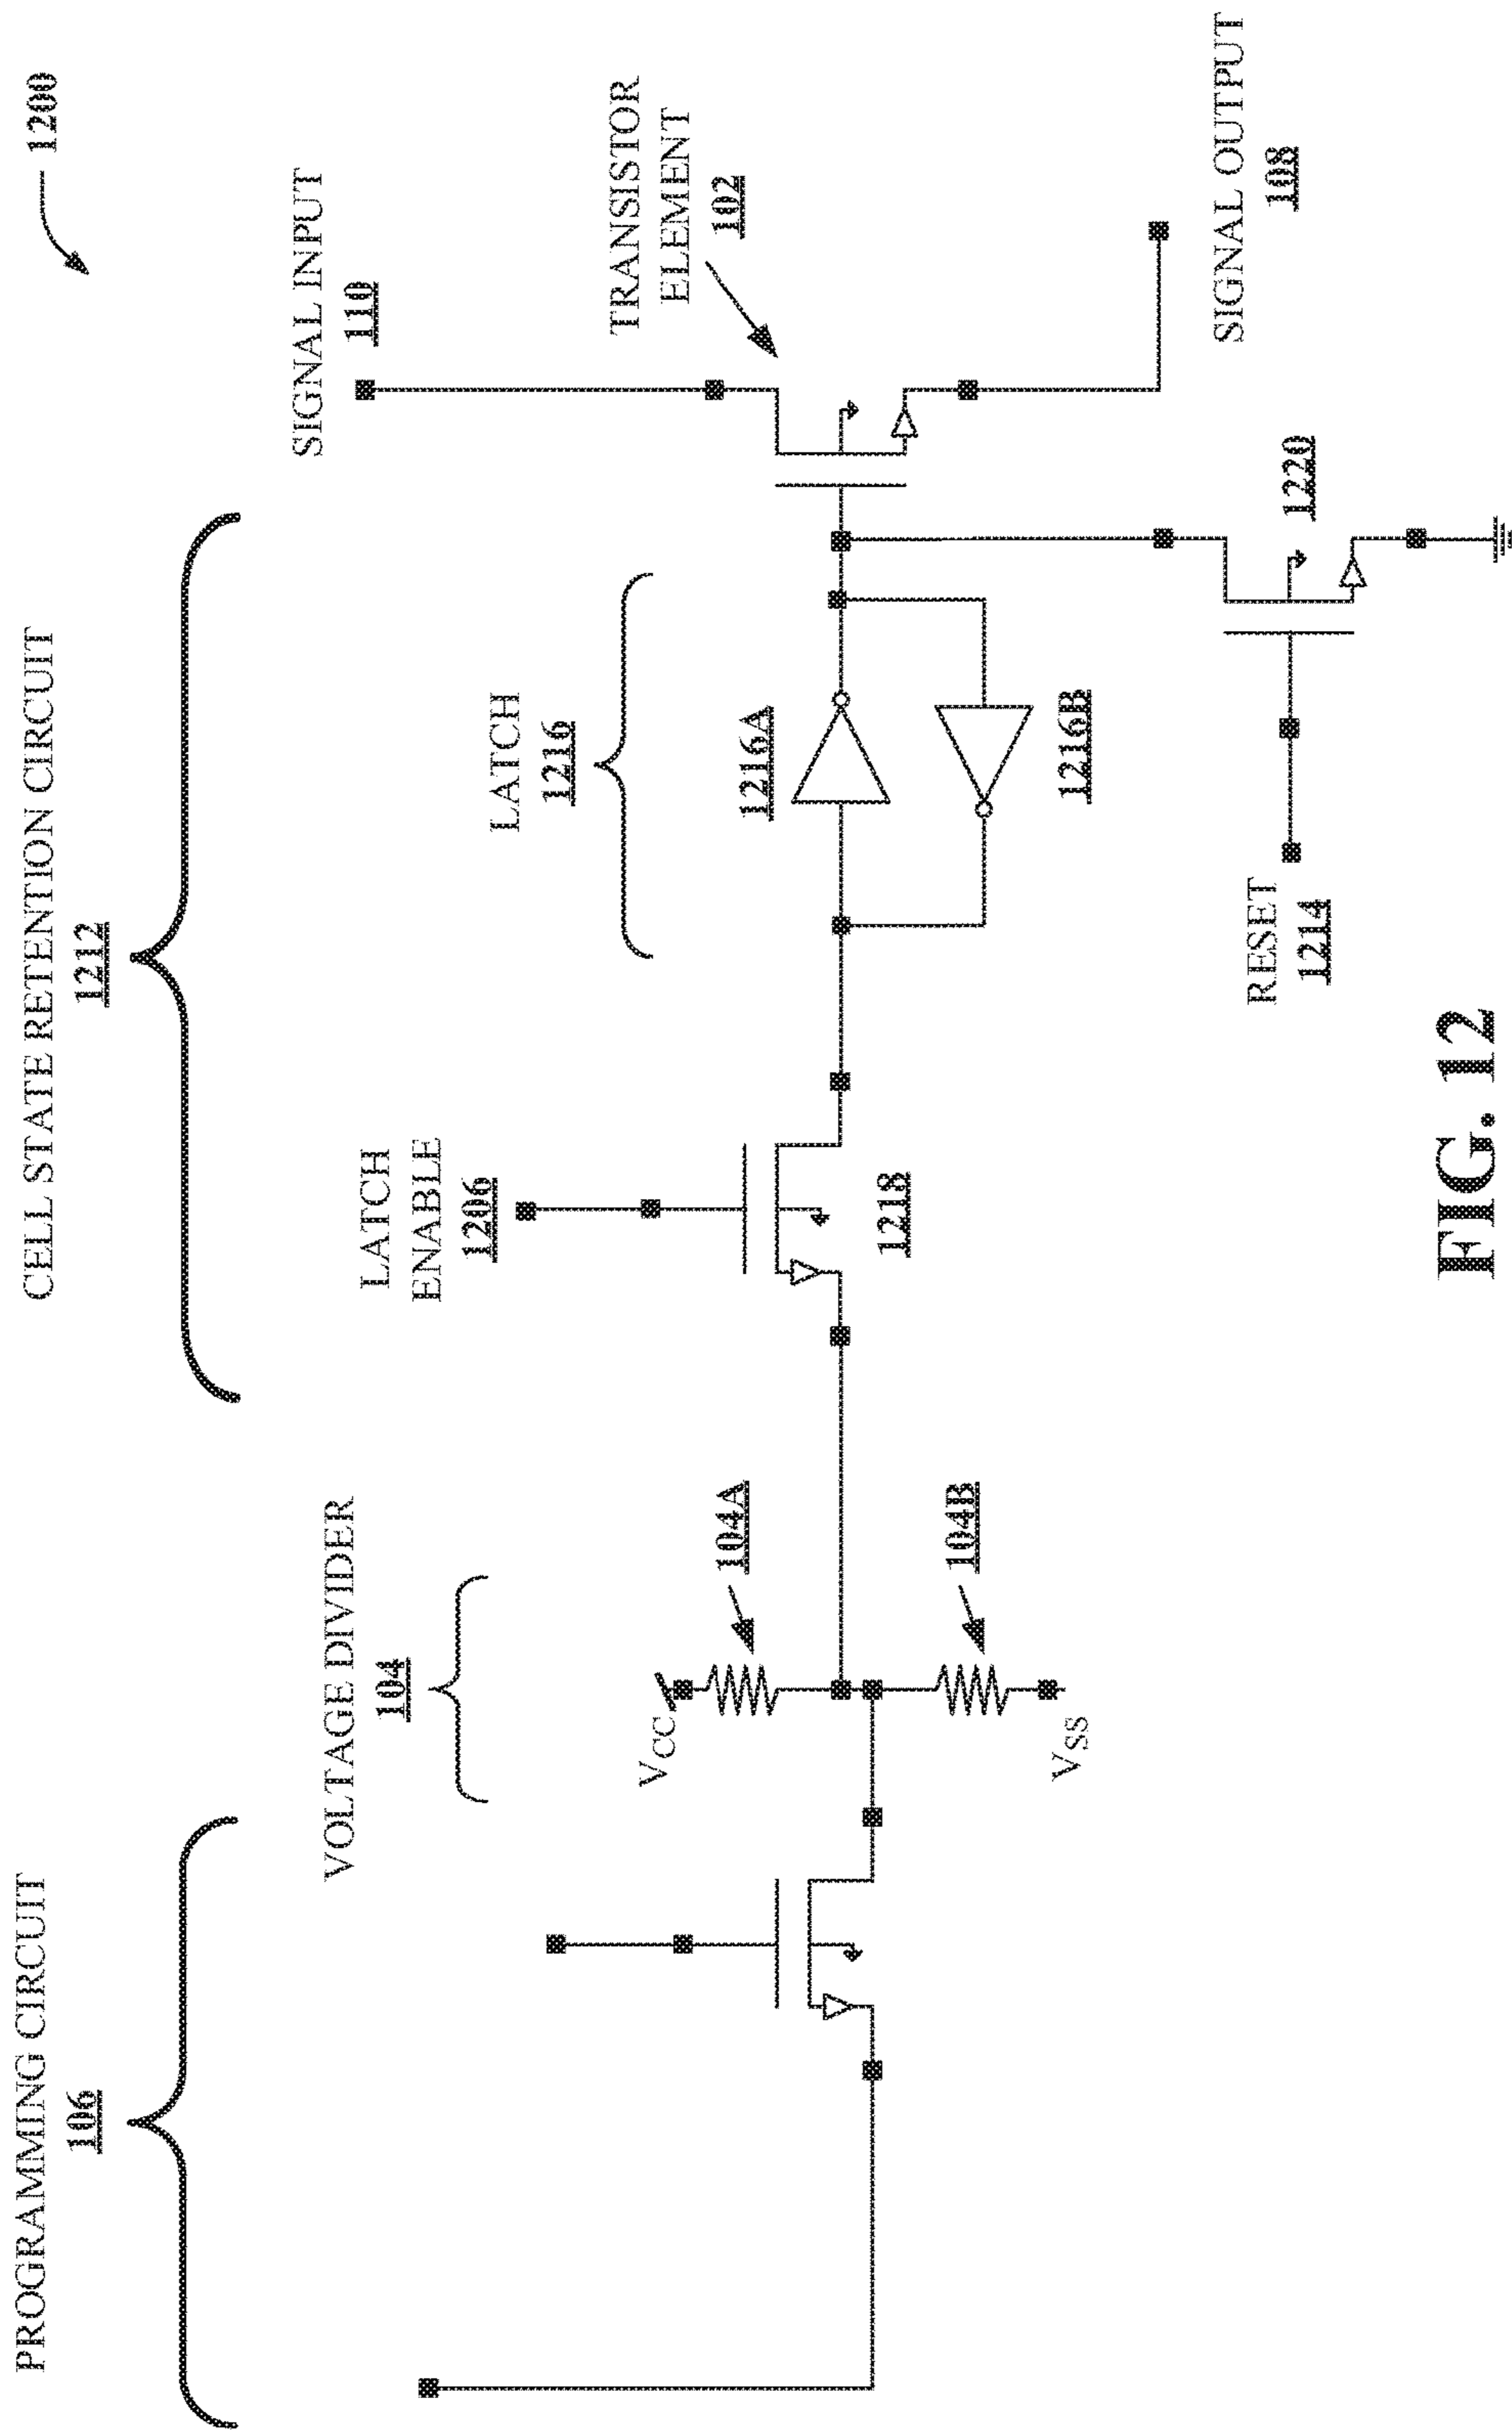 1200
PROGRAMMING CIRCUIT
106
CELL STATE RETENTION CIRCUIT
1212
VOLTAGE DIVIDER
104
LATCH
ENABLE
1206
LATCH
1216
SIGNAL INPUT
110
TRANSISTOR
ELEMENT
102
VCC
104A
104B
VSS
1218
1216A
1216B
RESET
1214
1220
SIGNAL OUTPUT
108
FIG. 12